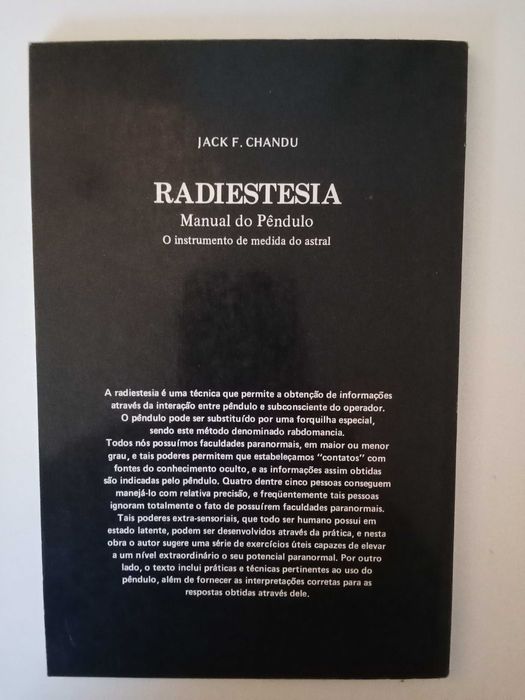 JACK F. CHANDU
RADIESTESIA
Manual do Pêndulo
O instrumento de medida do astral
A radiestesia é uma técnica que permite a obtenção de informações
através da interação entre pêndulo e subconsciente do operador.
O pêndulo pode ser substituído por uma forquilha especial,
sendo este método denominado rabdomancia.
Todos nós possuímos faculdades paranormais, em maior ou menor
grau, e tais poderes permitem que estabeleçamos "contatos" com
fontes do conhecimento oculto, e as informações assim obtidas
são indicadas pelo pêndulo. Quatro dentre cinco pessoas conseguem
manejá-lo com relativa precisão, e freqüentemente tais pessoas
ignoram totalmente o fato de possuírem faculdades paranormais.
Tais poderes extra-sensoriais, que todo ser humano possui em
estado latente, podem ser desenvolvidos através da prática, e nesta
obra o autor sugere uma série de exercícios úteis capazes de elevar
a um nível extraordinário o seu potencial paranormal. Por outro
lado, o texto inclui práticas e técnicas pertinentes ao uso do
pêndulo, além de fornecer as interpretações corretas para as
respostas obtidas através dele.